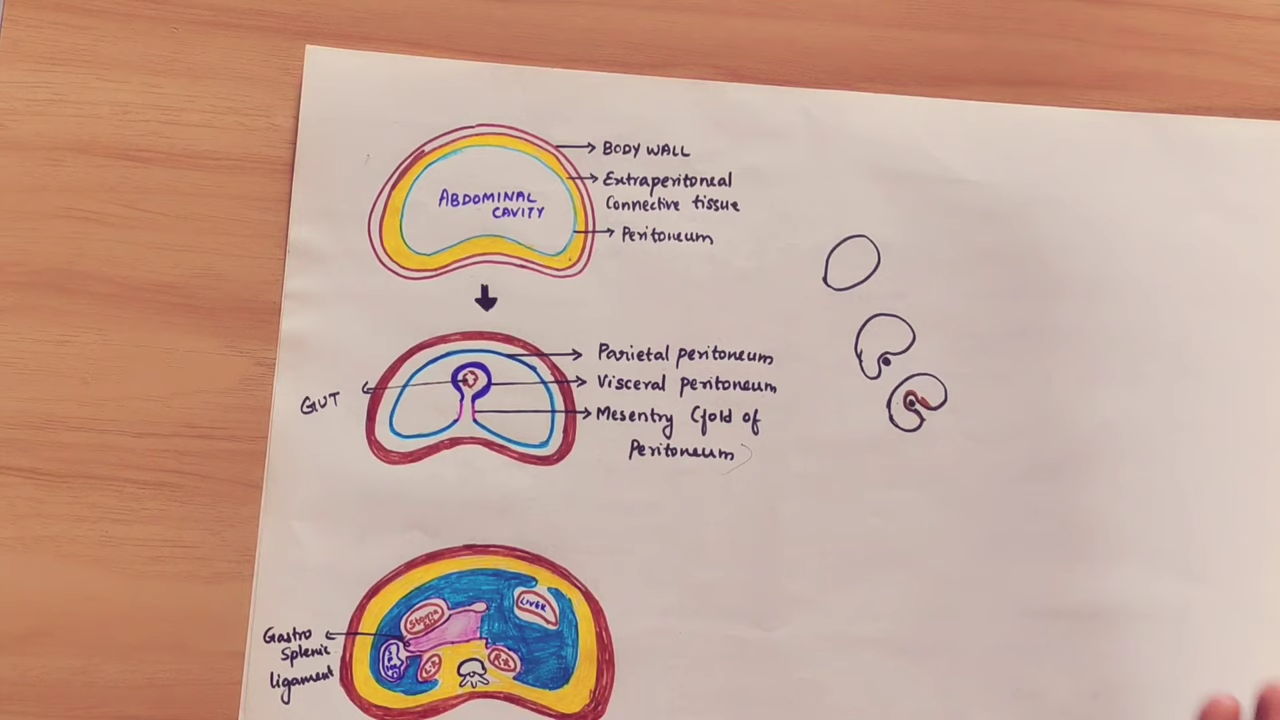 BODY WALL
Extraperitoneal
Connective tissue
Peritoneum
ABDOMINAL
CAVITY
Parietal peritoneum
Visceral peritoneum
GUT
Mesentry (fold of
Peritoneum)
LIVER
Stoma
Gastro
Splenic
ligament